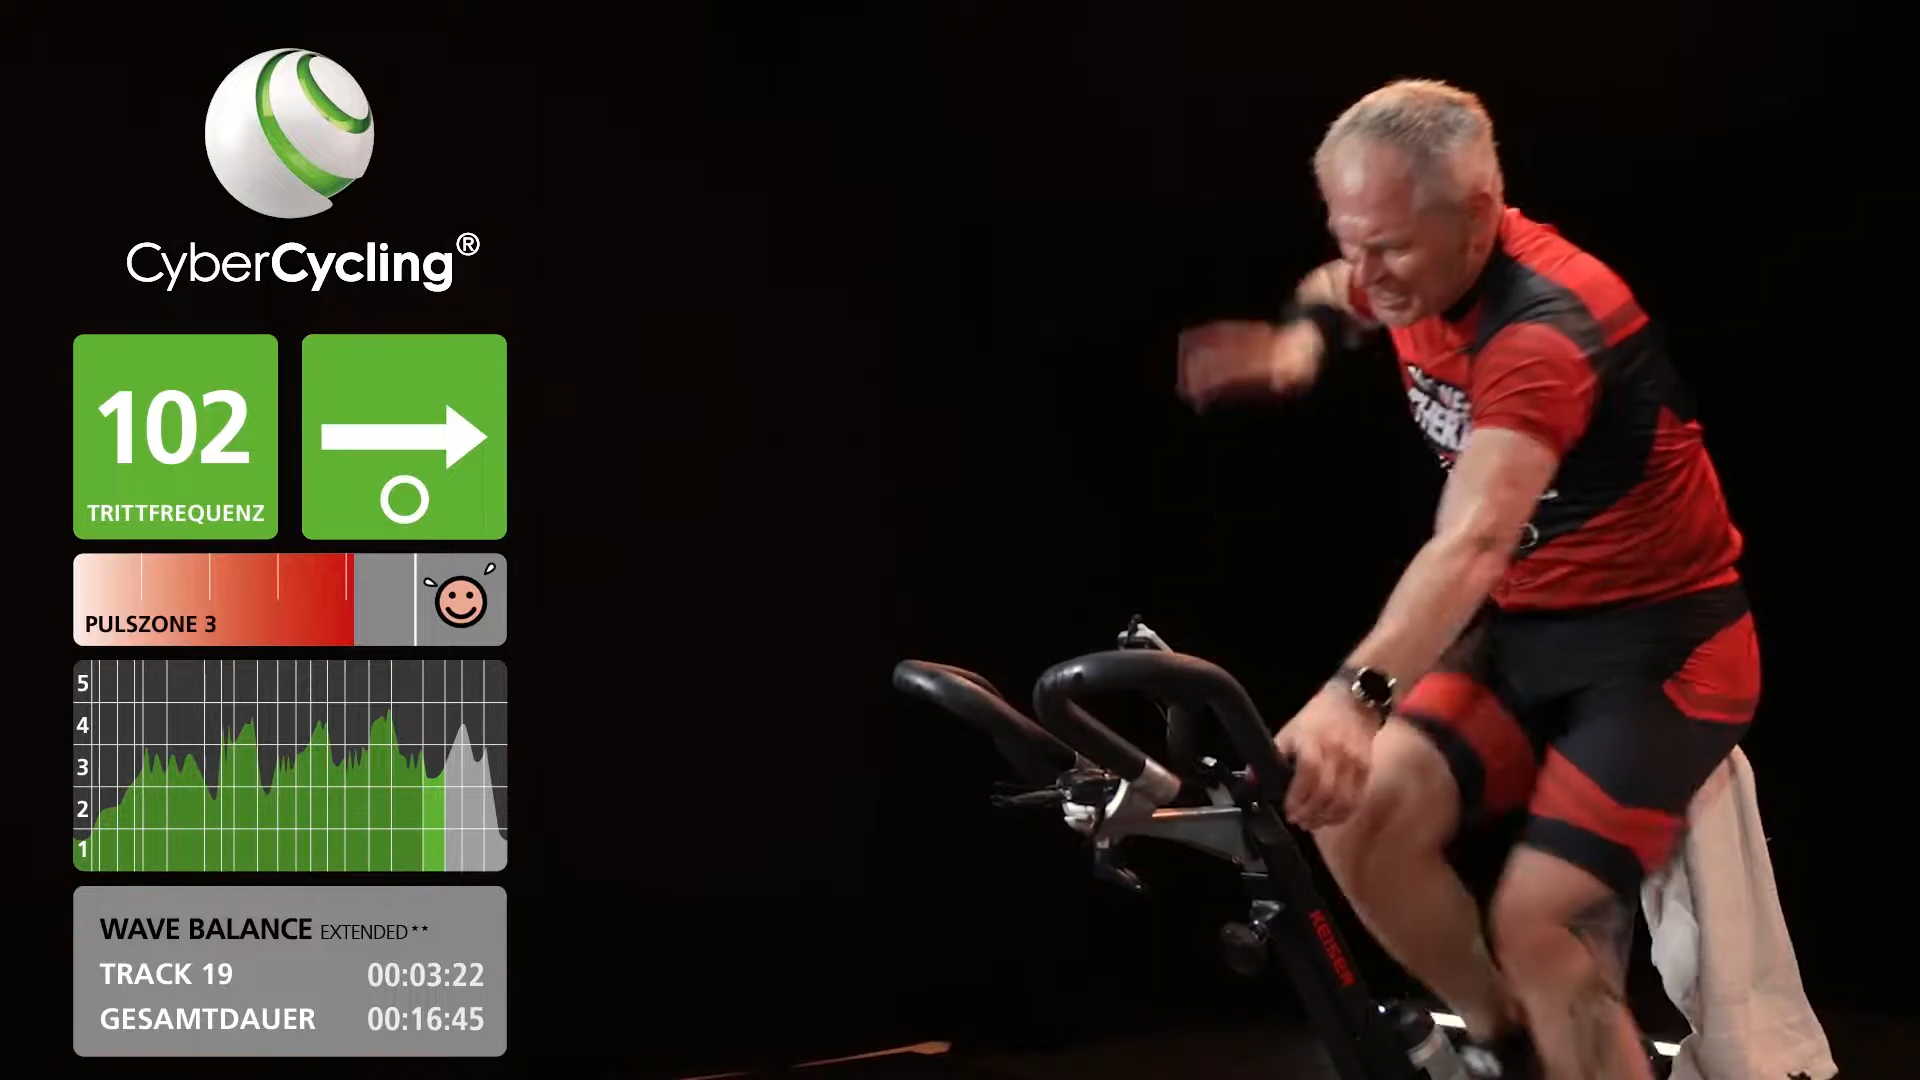 CyberCycling®
102
TRITTFREQUENZ
PULSZONE 3
5
4
3
2
1
WAVE BALANCE EXTENDED**
TRACK 19 00:03:22
GESAMTDAUER 00:16:45
KEISER